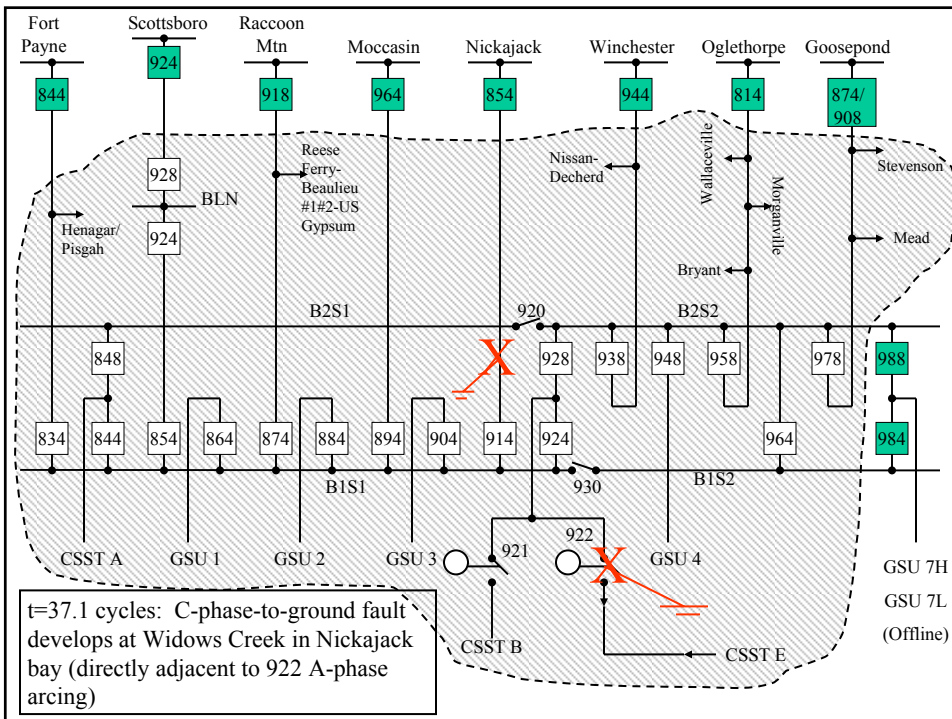 Fort
Payne
Scottsboro
Raccoon
Mtn
Moccasin
Nickajack
Winchester
Oglethorpe
Goosepond
844
924
918
964
854
944
814
874/
908
928
BLN
924
Henagar/
Pisgah
Reese
Ferry-
Beaulieu
#1#2-US
Gypsum
Nissan-
Decherd
Wallaceville
Morganville
Bryant
Stevenson
Mead
B2S1
920
B2S2
848
928
938
948
958
978
988
X
834
844
854
864
874
884
894
904
914
924
964
984
B1S1
930
B1S2
CSST A
GSU 1
GSU 2
GSU 3
921
922
GSU 4
X
GSU 7H
GSU 7L
(Offline)
CSST B
CSST E
t=37.1 cycles: C-phase-to-ground fault
develops at Widows Creek in Nickajack
bay (directly adjacent to 922 A-phase
arcing)